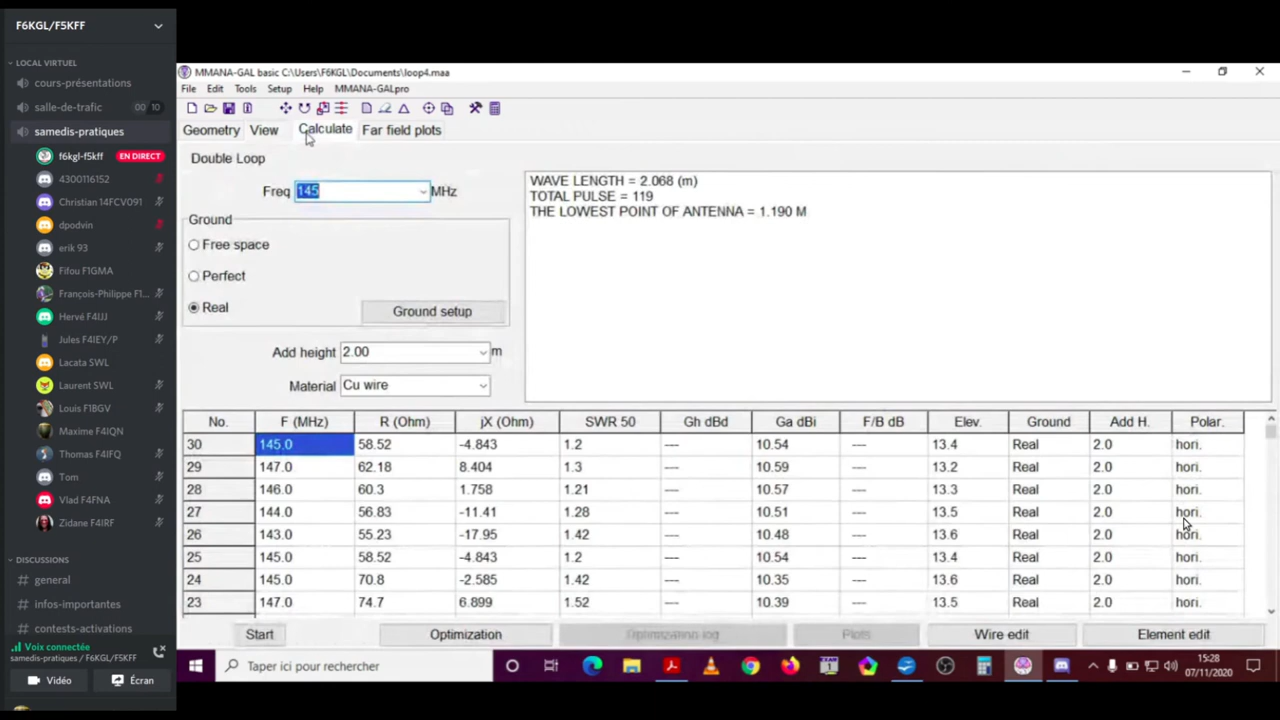 F6KGL/F5KFF
LOCAL VIRTUEL
cours-présentations
salle-de-trafic 00 10
samedis-pratiques
f6kgl-f5kff EN DIRECT
4300116152
Christian 14FCV091
dpodvin
erik 93
Fifou F1GMA
François-Philippe F1...
Hervé F4IJJ
Jules F4IEY/P
Lacata SWL
Laurent SWL
Louis F1BGV
Maxime F4IQN
Thomas F4IFQ
Tom
Vlad F4FNA
Zidane F4IRF
DISCUSSIONS
# general
# infos-importantes
# contests-activations
Voix connectée
samedis-pratiques / F6KGL/F5KFF
Vidéo Écran
MMANA-GAL basic C:\Users\F6KGL\Documents\loop4.maa
File Edit Tools Setup Help MMANA-GALpro
Geometry View Calculate Far field plots
Double Loop
Freq 145 MHz
Ground
Free space
Perfect
Real Ground setup
Add height 2.00 m
Material Cu wire
WAVE LENGTH = 2.068 (m)
TOTAL PULSE = 119
THE LOWEST POINT OF ANTENNA = 1.190 M
No. F (MHz) R (Ohm) jX (Ohm) SWR 50 Gh dBd Ga dBi F/B dB Elev. Ground Add H. Polar.
30 145.0 58.52 -4.843 1.2 --- 10.54 --- 13.4 Real 2.0 hori.
29 147.0 62.18 8.404 1.3 --- 10.59 --- 13.2 Real 2.0 hori.
28 146.0 60.3 1.758 1.21 --- 10.57 --- 13.3 Real 2.0 hori.
27 144.0 56.83 -11.41 1.28 --- 10.51 --- 13.5 Real 2.0 hori.
26 143.0 55.23 -17.95 1.42 --- 10.48 --- 13.6 Real 2.0 hori.
25 145.0 58.52 -4.843 1.2 --- 10.54 --- 13.4 Real 2.0 hori.
24 145.0 70.8 -2.585 1.42 --- 10.35 --- 13.6 Real 2.0 hori.
23 147.0 74.7 6.899 1.52 --- 10.39 --- 13.5 Real 2.0 hori.
Start Optimization Optimization log Plots Wire edit Element edit
Taper ici pour rechercher
15:28
07/11/2020